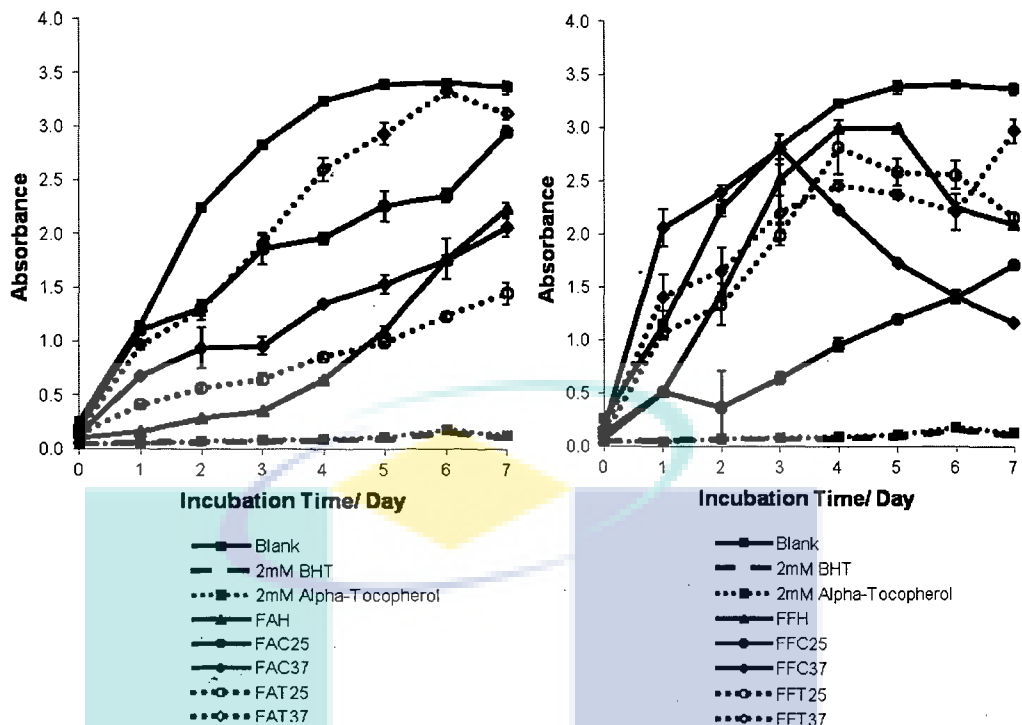 4.0
3.5
3.0
2.5
2.0
1.5
1.0
0.5
0.0
Absorbance
0 1 2 3 4 5 6 7
Incubation Time/ Day
Blank
2mM BHT
2mM Alpha-Tocopherol
FAH
FAC25
FAC37
FAT25
FAT37
4.0
3.5
3.0
2.5
2.0
1.5
1.0
0.5
0.0
Absorbance
0 1 2 3 4 5 6 7
Incubation Time/ Day
Blank
2mM BHT
2mM Alpha-Tocopherol
FFH
FFC25
FFC37
FFT25
FFT37